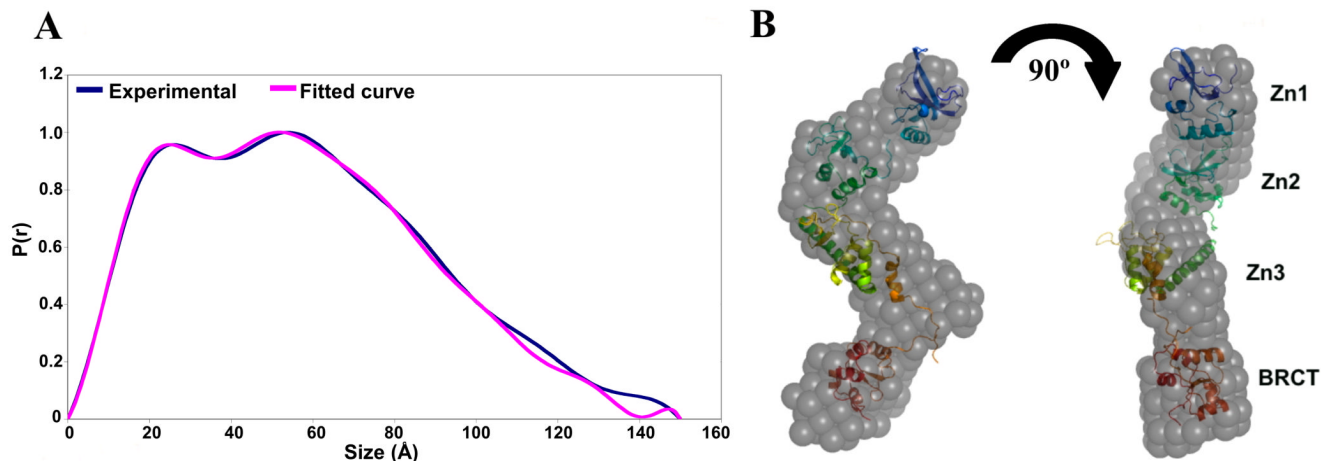 A
B
1.2
1.0
0.8
0.6
0.4
0.2
0
P(r)
Experimental
Fitted curve
0
20
40
60
80
100
120
140
160
Size (Å)
90º
Zn1
Zn2
Zn3
BRCT